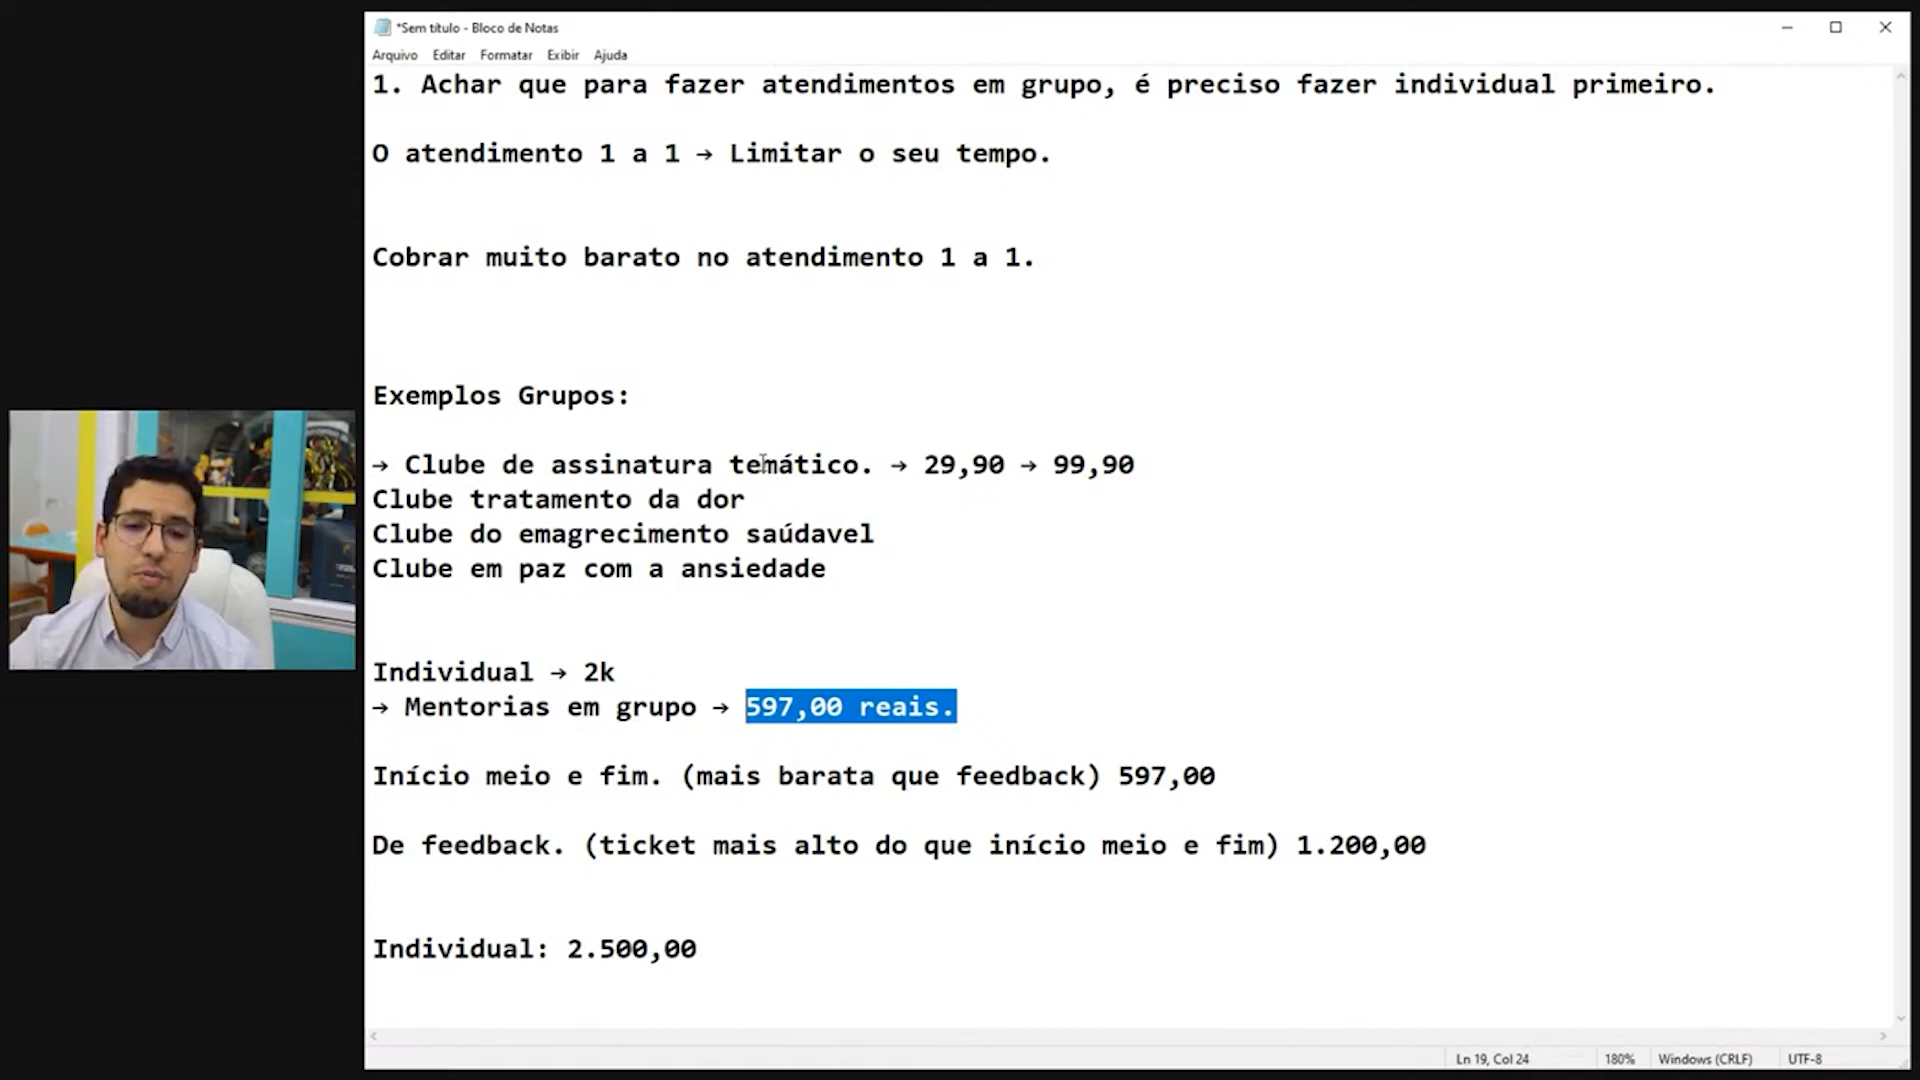 *Sem título - Bloco de Notas
Arquivo Editar Formatar Exibir Ajuda
1. Achar que para fazer atendimentos em grupo, é preciso fazer individual primeiro.
O atendimento 1 a 1 → Limitar o seu tempo.
Cobrar muito barato no atendimento 1 a 1.
Exemplos Grupos:
→ Clube de assinatura temático. → 29,90 → 99,90
Clube tratamento da dor
Clube do emagrecimento saúdavel
Clube em paz com a ansiedade
Individual → 2k
→ Mentorias em grupo → 597,00 reais.
Início meio e fim. (mais barata que feedback) 597,00
De feedback. (ticket mais alto do que início meio e fim) 1.200,00
Individual: 2.500,00
Ln 19, Col 24 180% Windows (CRLF) UTF-8